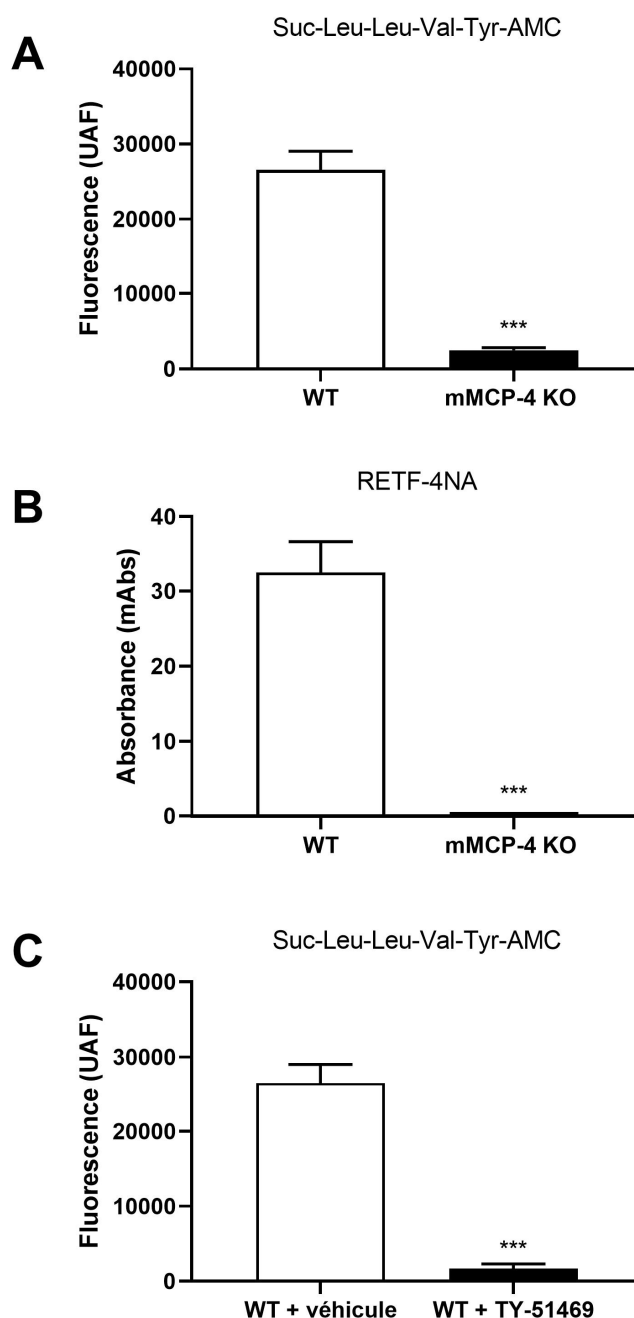 A
Suc-Leu-Leu-Val-Tyr-AMC
Fluorescence (UAF)
40000
30000
20000
10000
0
***
WT
mMCP-4 KO
B
RETF-4NA
Absorbance (mAbs)
40
30
20
10
0
***
WT
mMCP-4 KO
C
Suc-Leu-Leu-Val-Tyr-AMC
Fluorescence (UAF)
40000
30000
20000
10000
0
***
WT + véhicule
WT + TY-51469